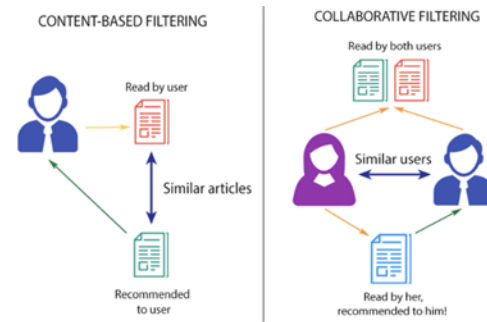 CONTENT-BASED FILTERING
Read by user
Similar articles
Recommended
to user
COLLABORATIVE FILTERING
Read by both users
Similar users
Read by her,
recommended to him!